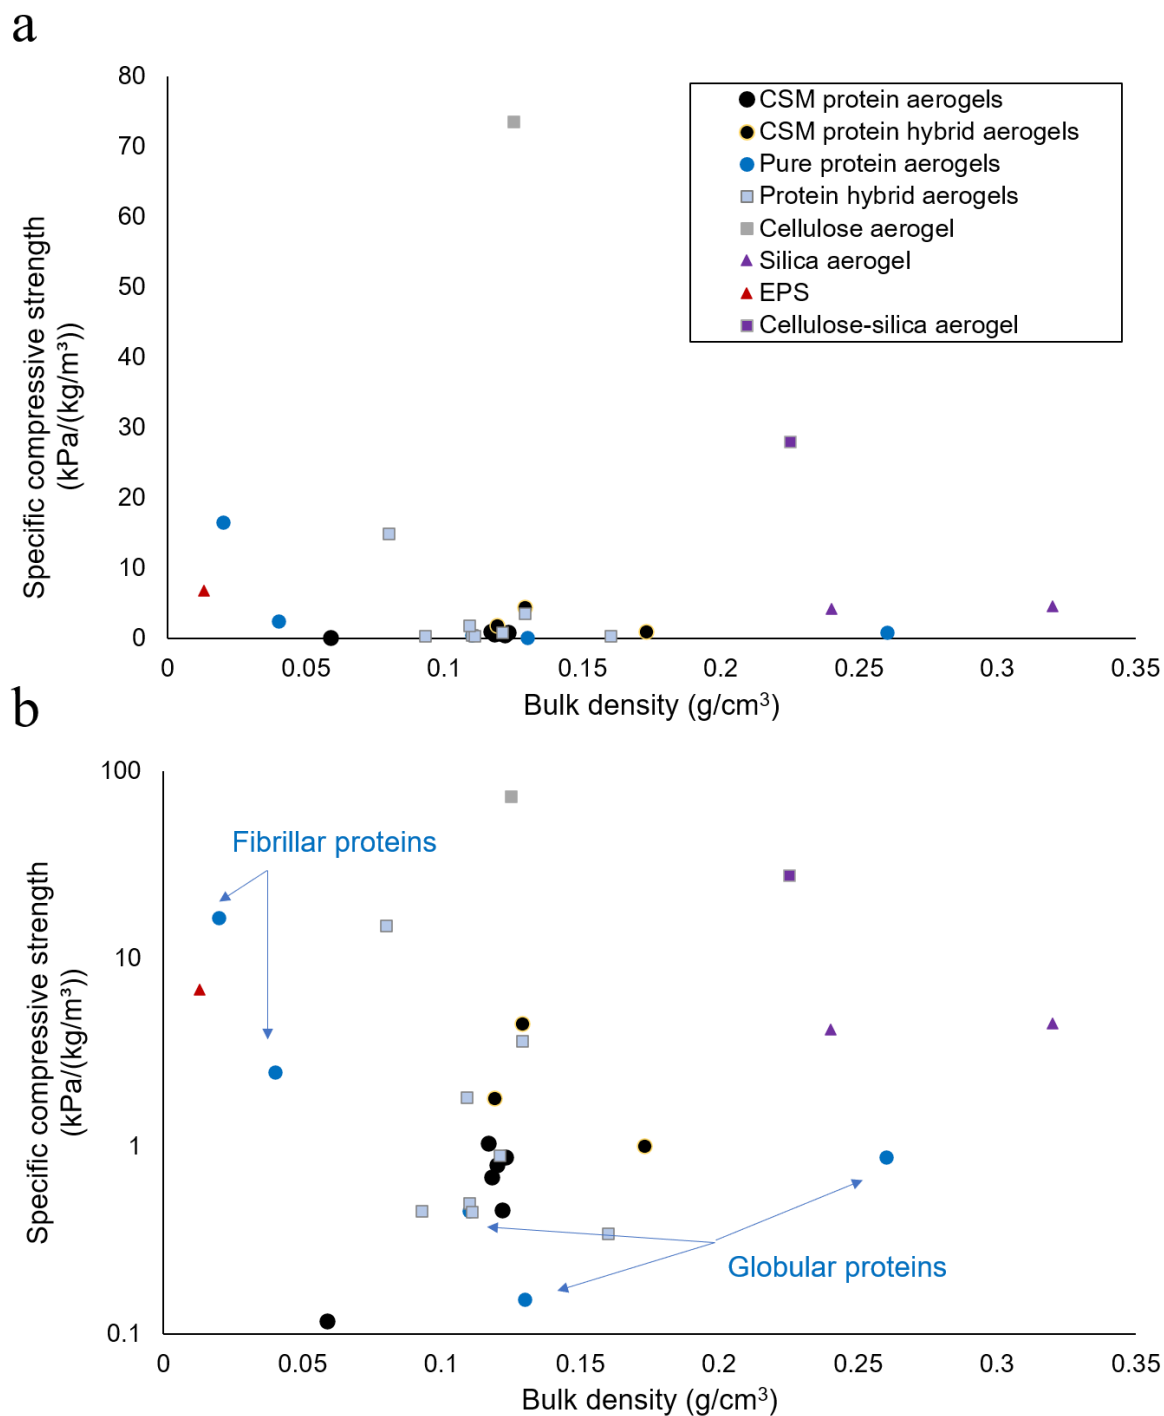 a
80
70
60
50
40
30
20
10
0
Specific compressive strength
(kPa/(kg/m³))
CSM protein aerogels
CSM protein hybrid aerogels
Pure protein aerogels
Protein hybrid aerogels
Cellulose aerogel
Silica aerogel
EPS
Cellulose-silica aerogel
0 0.05 0.1 0.15 0.2 0.25 0.3 0.35
Bulk density (g/cm³)
b
100
10
1
0.1
Specific compressive strength
(kPa/(kg/m³))
Fibrillar proteins
Globular proteins
0 0.05 0.1 0.15 0.2 0.25 0.3 0.35
Bulk density (g/cm³)